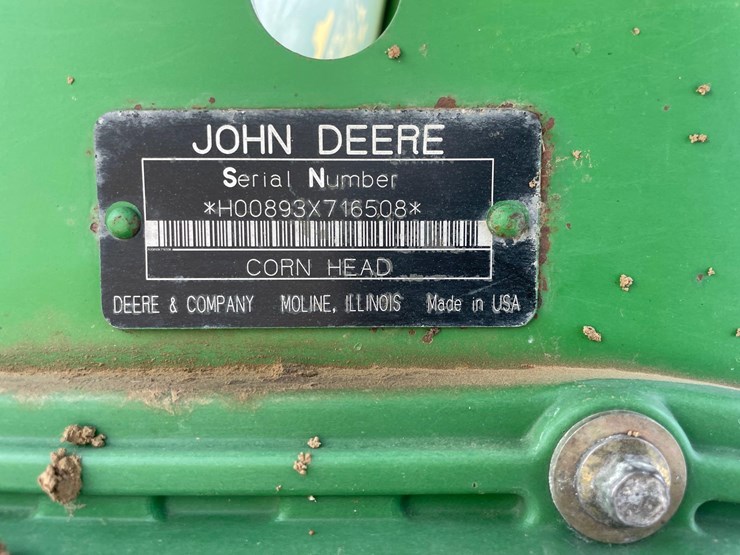 JOHN DEERE
Serial Number
*H00893X716508*
CORN HEAD
DEERE & COMPANY MOLINE, ILLINOIS Made in USA